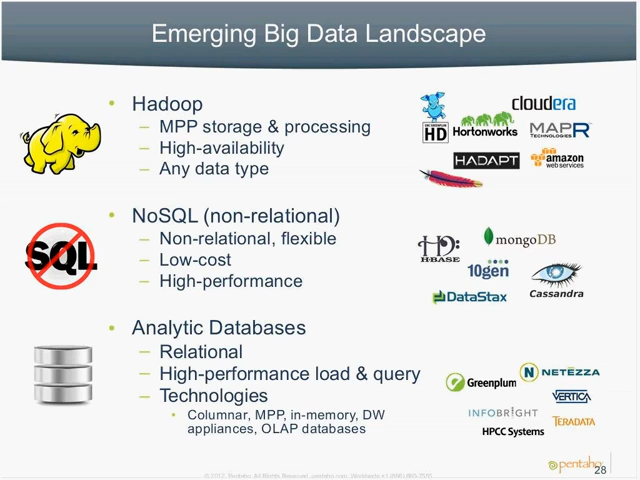 Emerging Big Data Landscape
• Hadoop
– MPP storage & processing
– High-availability
– Any data type
cloudera
HD
Hortonworks
MAPR
TECHNOLOGIES
HADAPT
amazon
web services
SQL
• NoSQL (non-relational)
– Non-relational, flexible
– Low-cost
– High-performance
HBASE
mongoDB
10gen
DataStax
Cassandra
• Analytic Databases
– Relational
– High-performance load & query
– Technologies
• Columnar, MPP, in-memory, DW
appliances, OLAP databases
Greenplum
N NETEZZA
VERTICA
INFOBRIGHT
TERADATA
HPCC Systems
pentaho
28